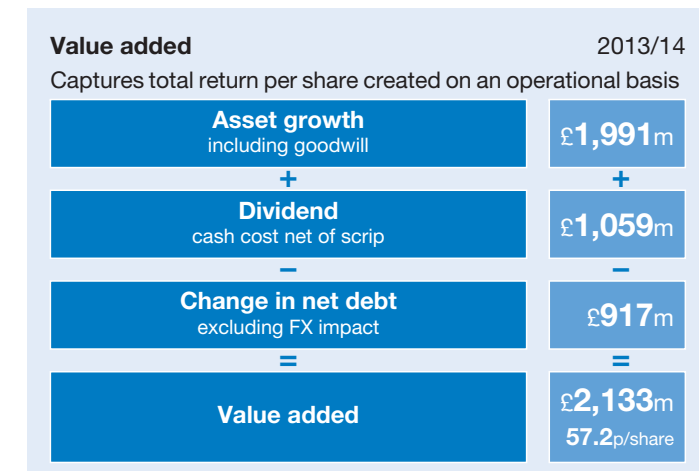 Value added 2013/14
Captures total return per share created on an operational basis
Asset growth
including goodwill
£1,991m
+ +
Dividend
cash cost net of scrip
£1,059m
– –
Change in net debt
excluding FX impact
£917m
= =
Value added
£2,133m
57.2p/share